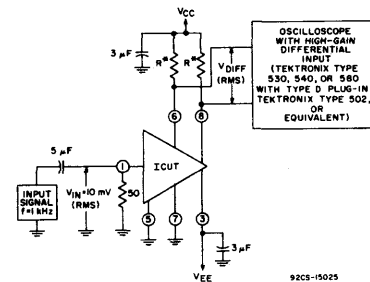 VCC
3 μF
R*
R*
VDIFF
(RMS)
OSCILLOSCOPE
WITH HIGH-GAIN
DIFFERENTIAL
INPUT
(TEKTRONIX TYPE
530, 540, OR 580
WITH TYPE D PLUG-IN
TEKTRONIX TYPE 502,
OR
EQUIVALENT)
6
8
5 μF
1
ICUT
INPUT
SIGNAL
f=1 kHz
VIN=10 mV
(RMS)
50
5
7
3
3 μF
VEE
92CS-15025